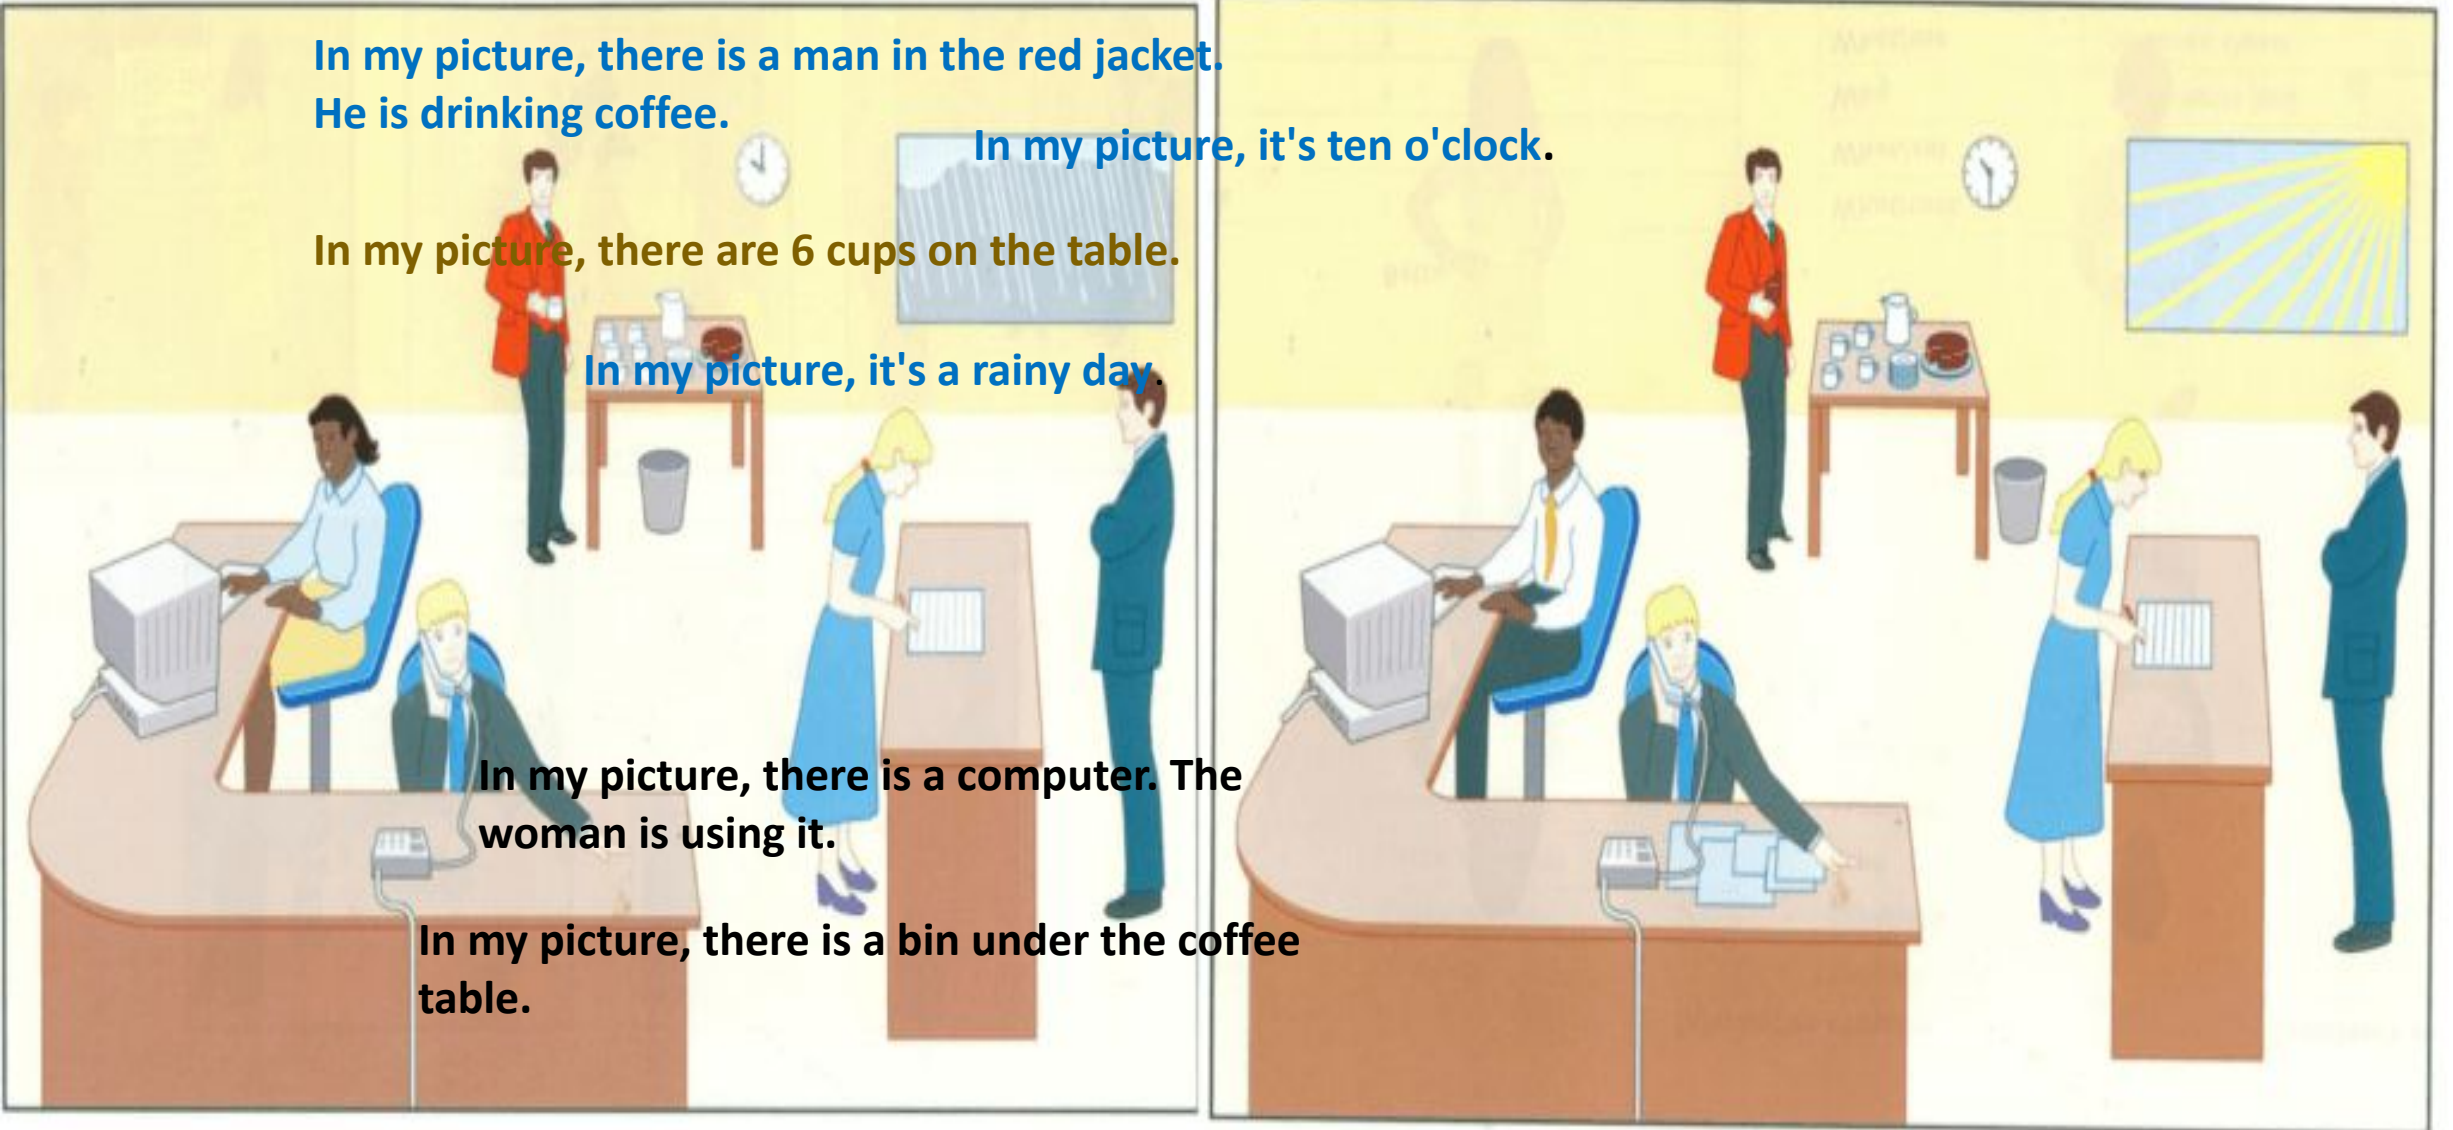 In my picture, there is a man in the red jacket.
He is drinking coffee.
In my picture, it's ten o'clock.
In my picture, there are 6 cups on the table.
In my picture, it's a rainy day.
In my picture, there is a computer. The
woman is using it.
In my picture, there is a bin under the coffee
table.